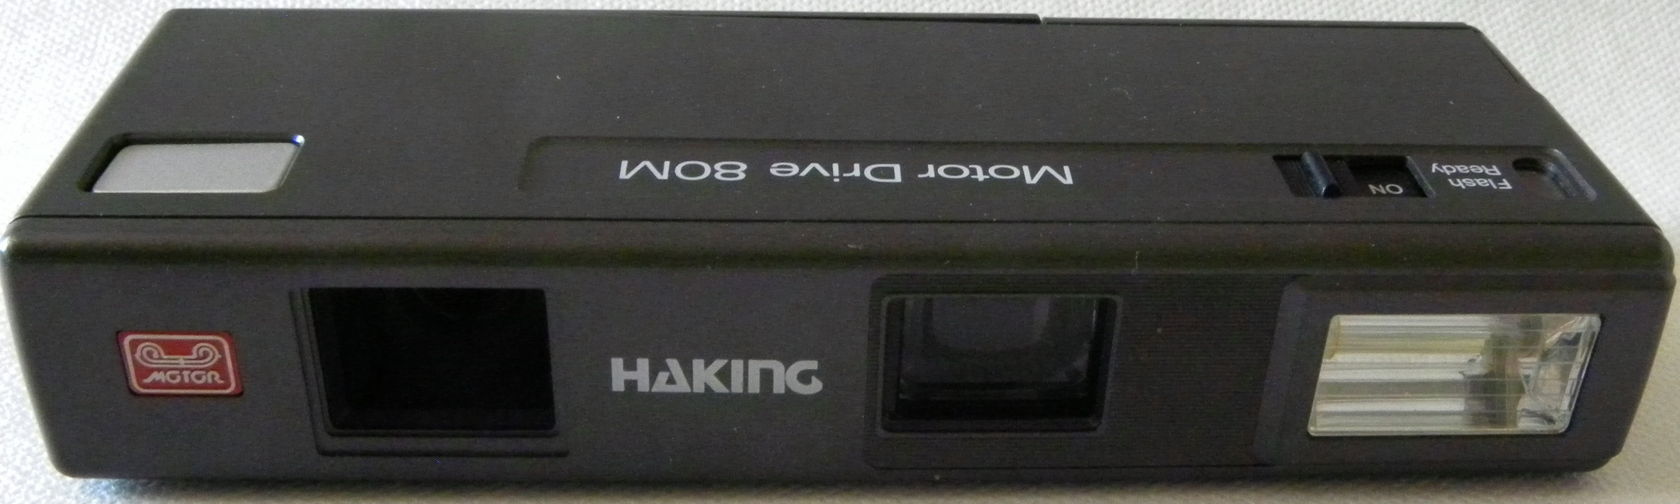 Motor Drive 80M
ON
Flash
Ready
MOTOR
HAKING